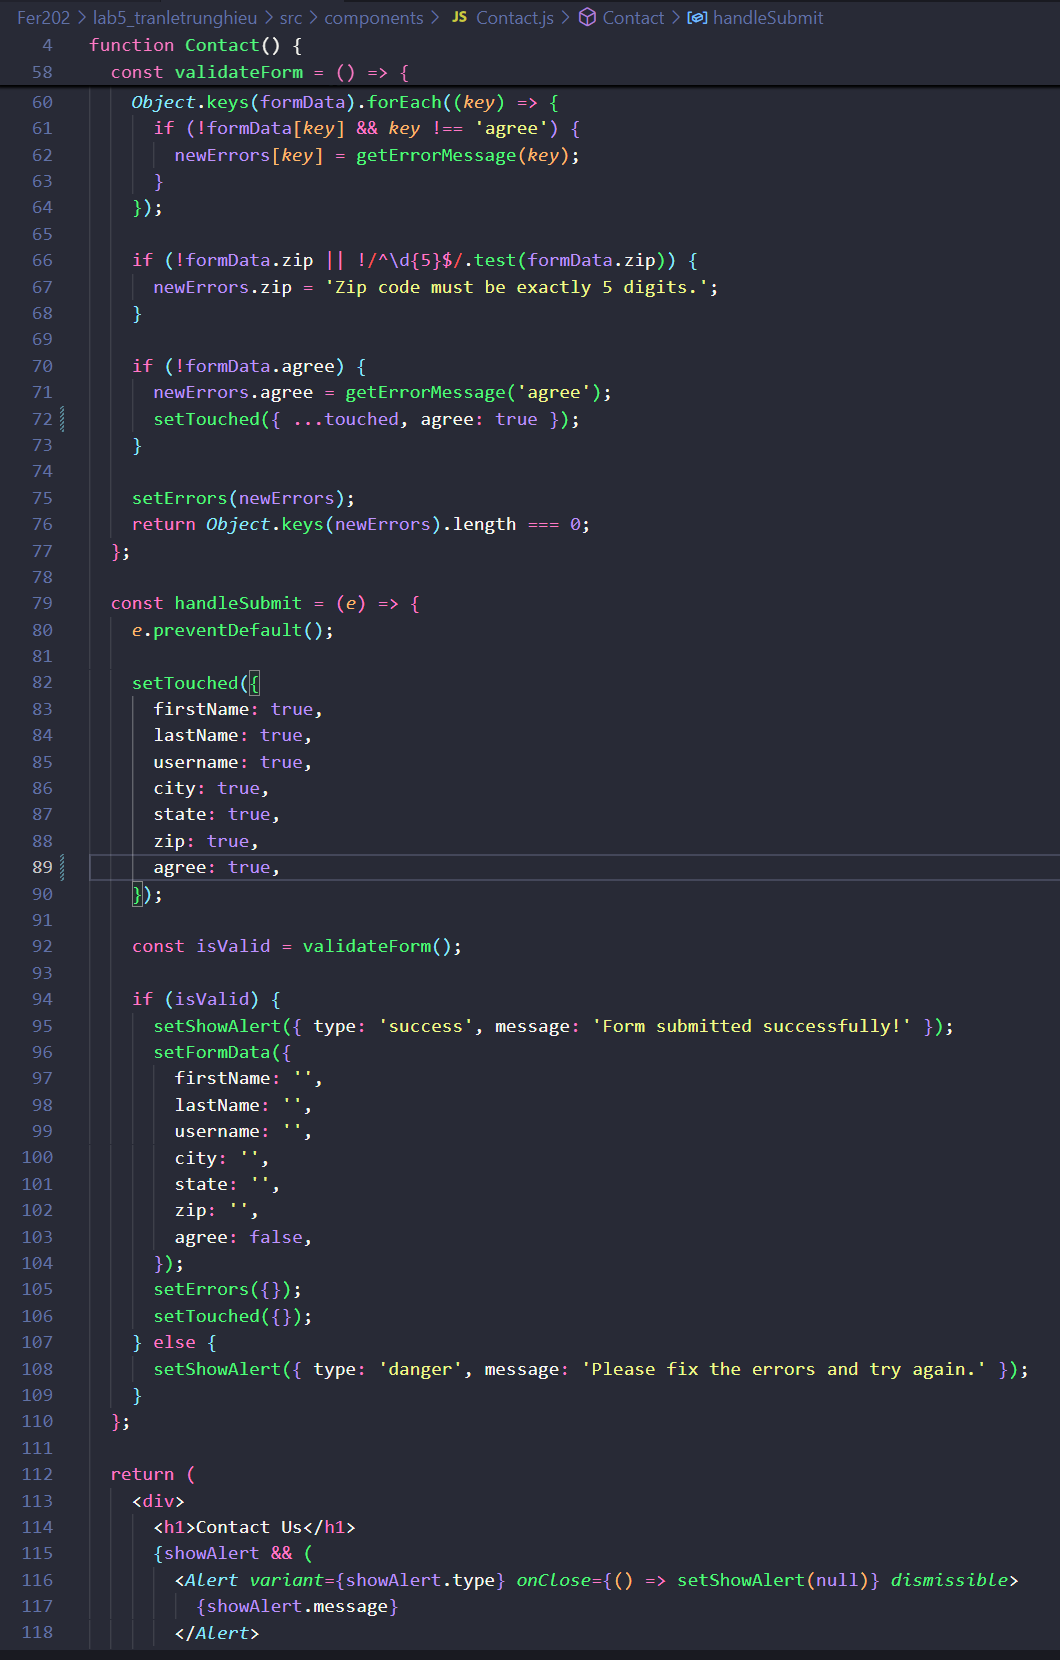 Fer202 > lab5_tranletrunghieu > src > components > JS Contact.js > Contact > handleSubmit
4 function Contact() {
58 const validateForm = () => {
60 Object.keys(formData).forEach((key) => {
61 if (!formData[key] && key !== 'agree') {
62 newErrors[key] = getErrorMessage(key);
63 }
64 });
65
66 if (!formData.zip || !/^\d{5}$/.test(formData.zip)) {
67 newErrors.zip = 'Zip code must be exactly 5 digits.';
68 }
69
70 if (!formData.agree) {
71 newErrors.agree = getErrorMessage('agree');
72 setTouched({ ...touched, agree: true });
73 }
74
75 setErrors(newErrors);
76 return Object.keys(newErrors).length === 0;
77 };
78
79 const handleSubmit = (e) => {
80 e.preventDefault();
81
82 setTouched({
83 firstName: true,
84 lastName: true,
85 username: true,
86 city: true,
87 state: true,
88 zip: true,
89 agree: true,
90 });
91
92 const isValid = validateForm();
93
94 if (isValid) {
95 setShowAlert({ type: 'success', message: 'Form submitted successfully!' });
96 setFormData({
97 firstName: '',
98 lastName: '',
99 username: '',
100 city: '',
101 state: '',
102 zip: '',
103 agree: false,
104 });
105 setErrors({});
106 setTouched({});
107 } else {
108 setShowAlert({ type: 'danger', message: 'Please fix the errors and try again.' });
109 }
110 };
111
112 return (
113 <div>
114 <h1>Contact Us</h1>
115 {showAlert && (
116 <Alert variant={showAlert.type} onClose={() => setShowAlert(null)} dismissible>
117 {showAlert.message}
118 </Alert>